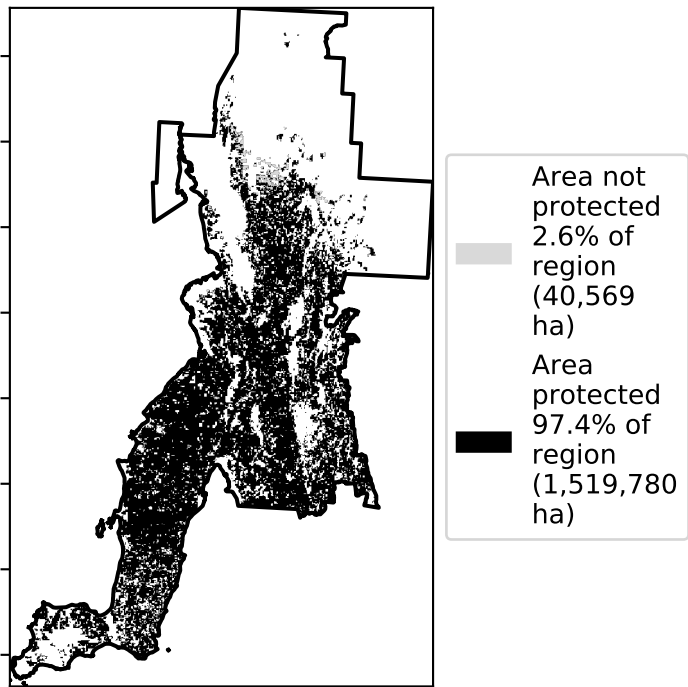 Area not
protected
2.6% of
region
(40,569
ha)
Area
protected
97.4% of
region
(1,519,780
ha)